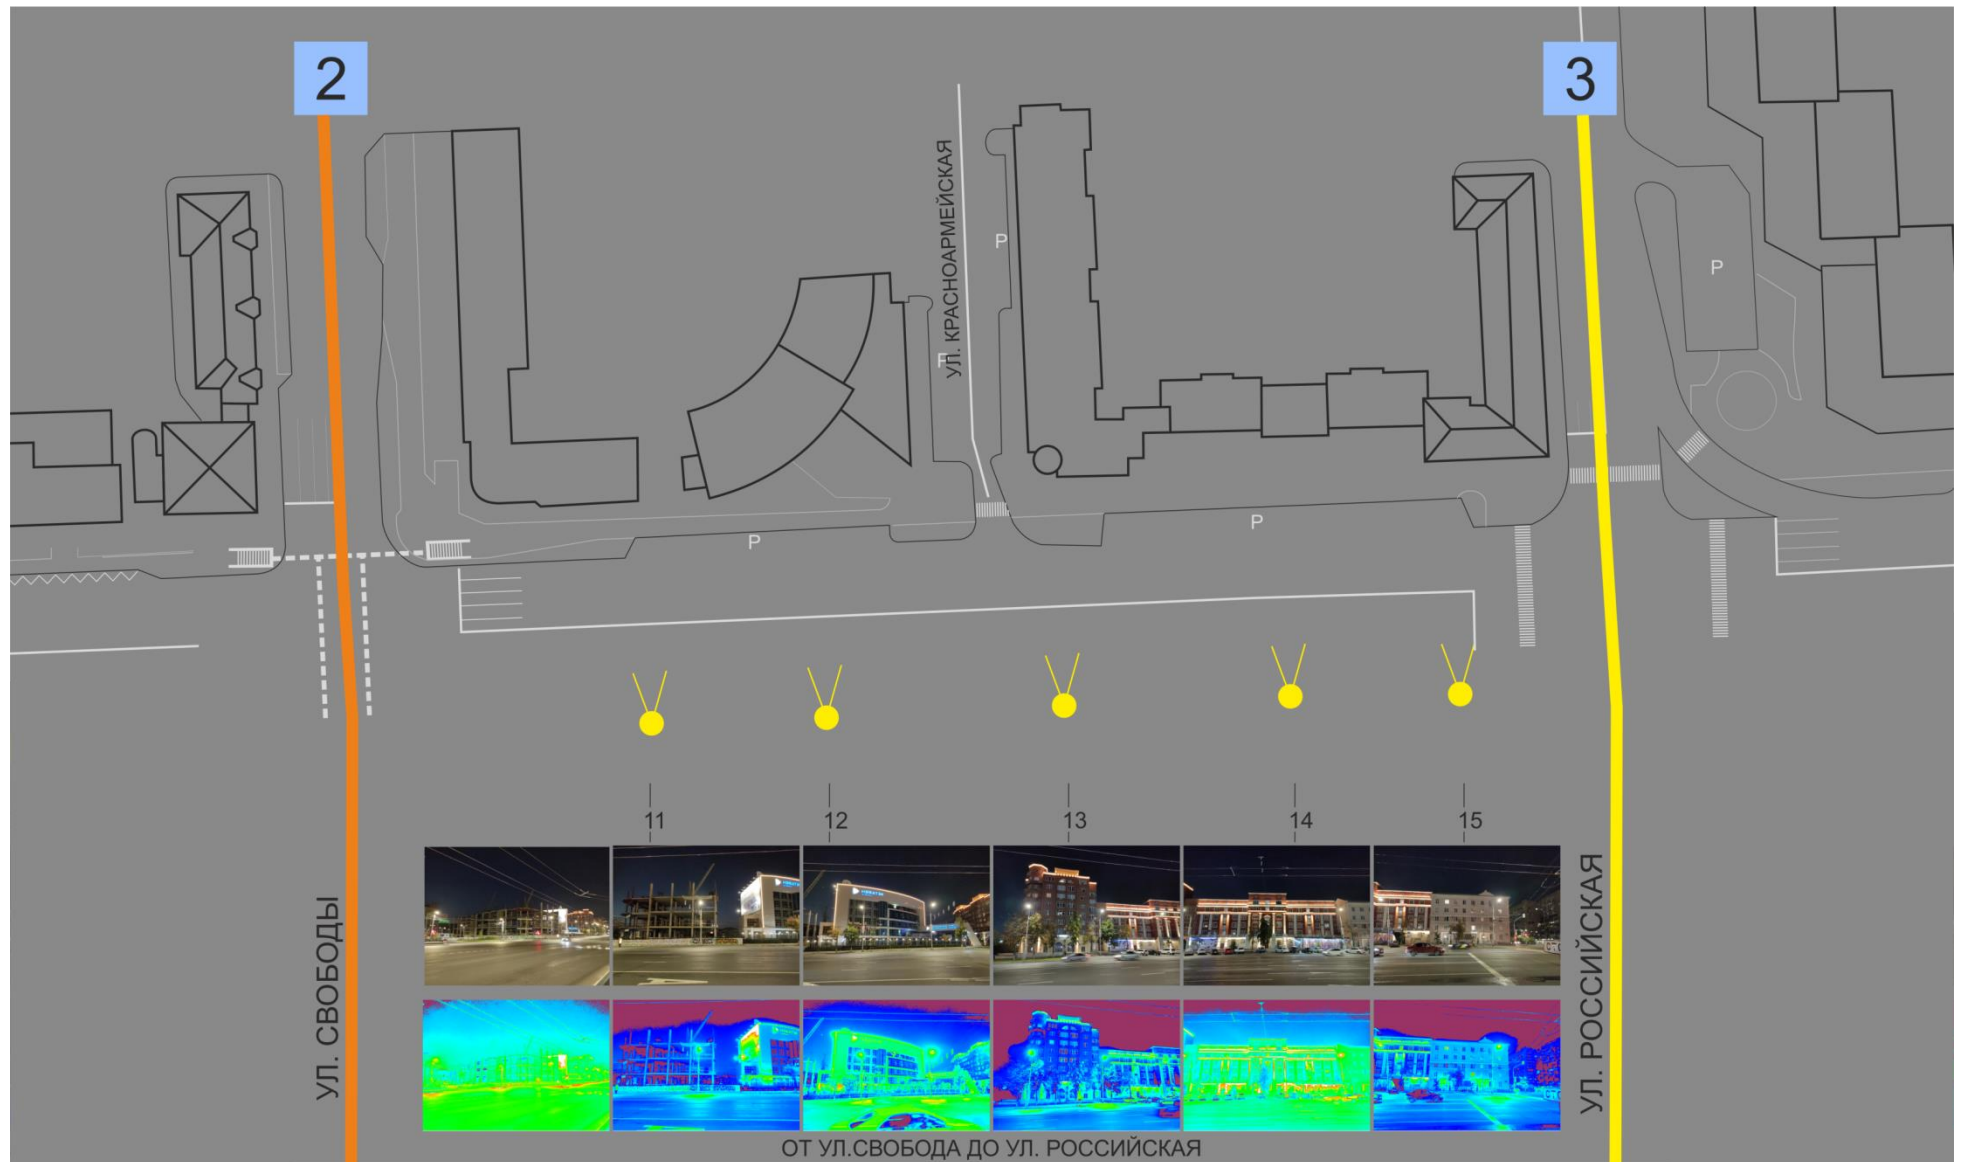 2
3
УЛ. КРАСНОАРМЕЙСКАЯ
P
P
P
P
P
11
12
13
14
15
УЛ. СВОБОДЫ
УЛ. РОССИЙСКАЯ
ОТ УЛ.СВОБОДА ДО УЛ. РОССИЙСКАЯ